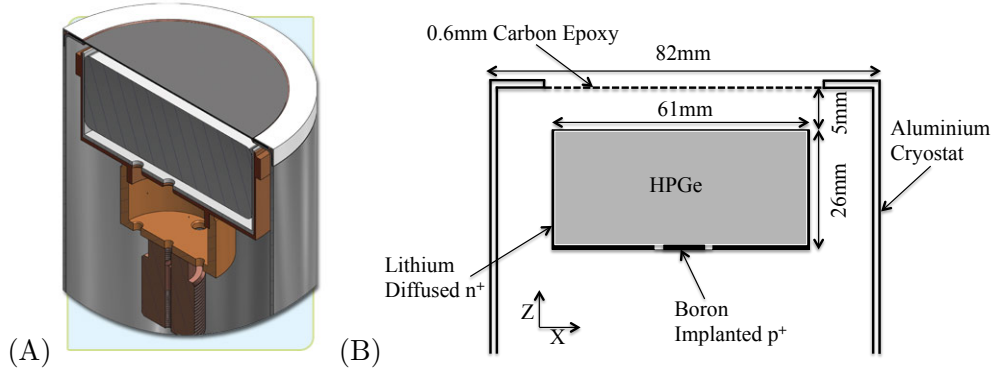 0.6mm Carbon Epoxy
82mm
61mm
5mm
Aluminium
Cryostat
HPGe
26mm
Lithium
Diffused n⁺
Boron
Implanted p⁺
Z
X
(A)
(B)